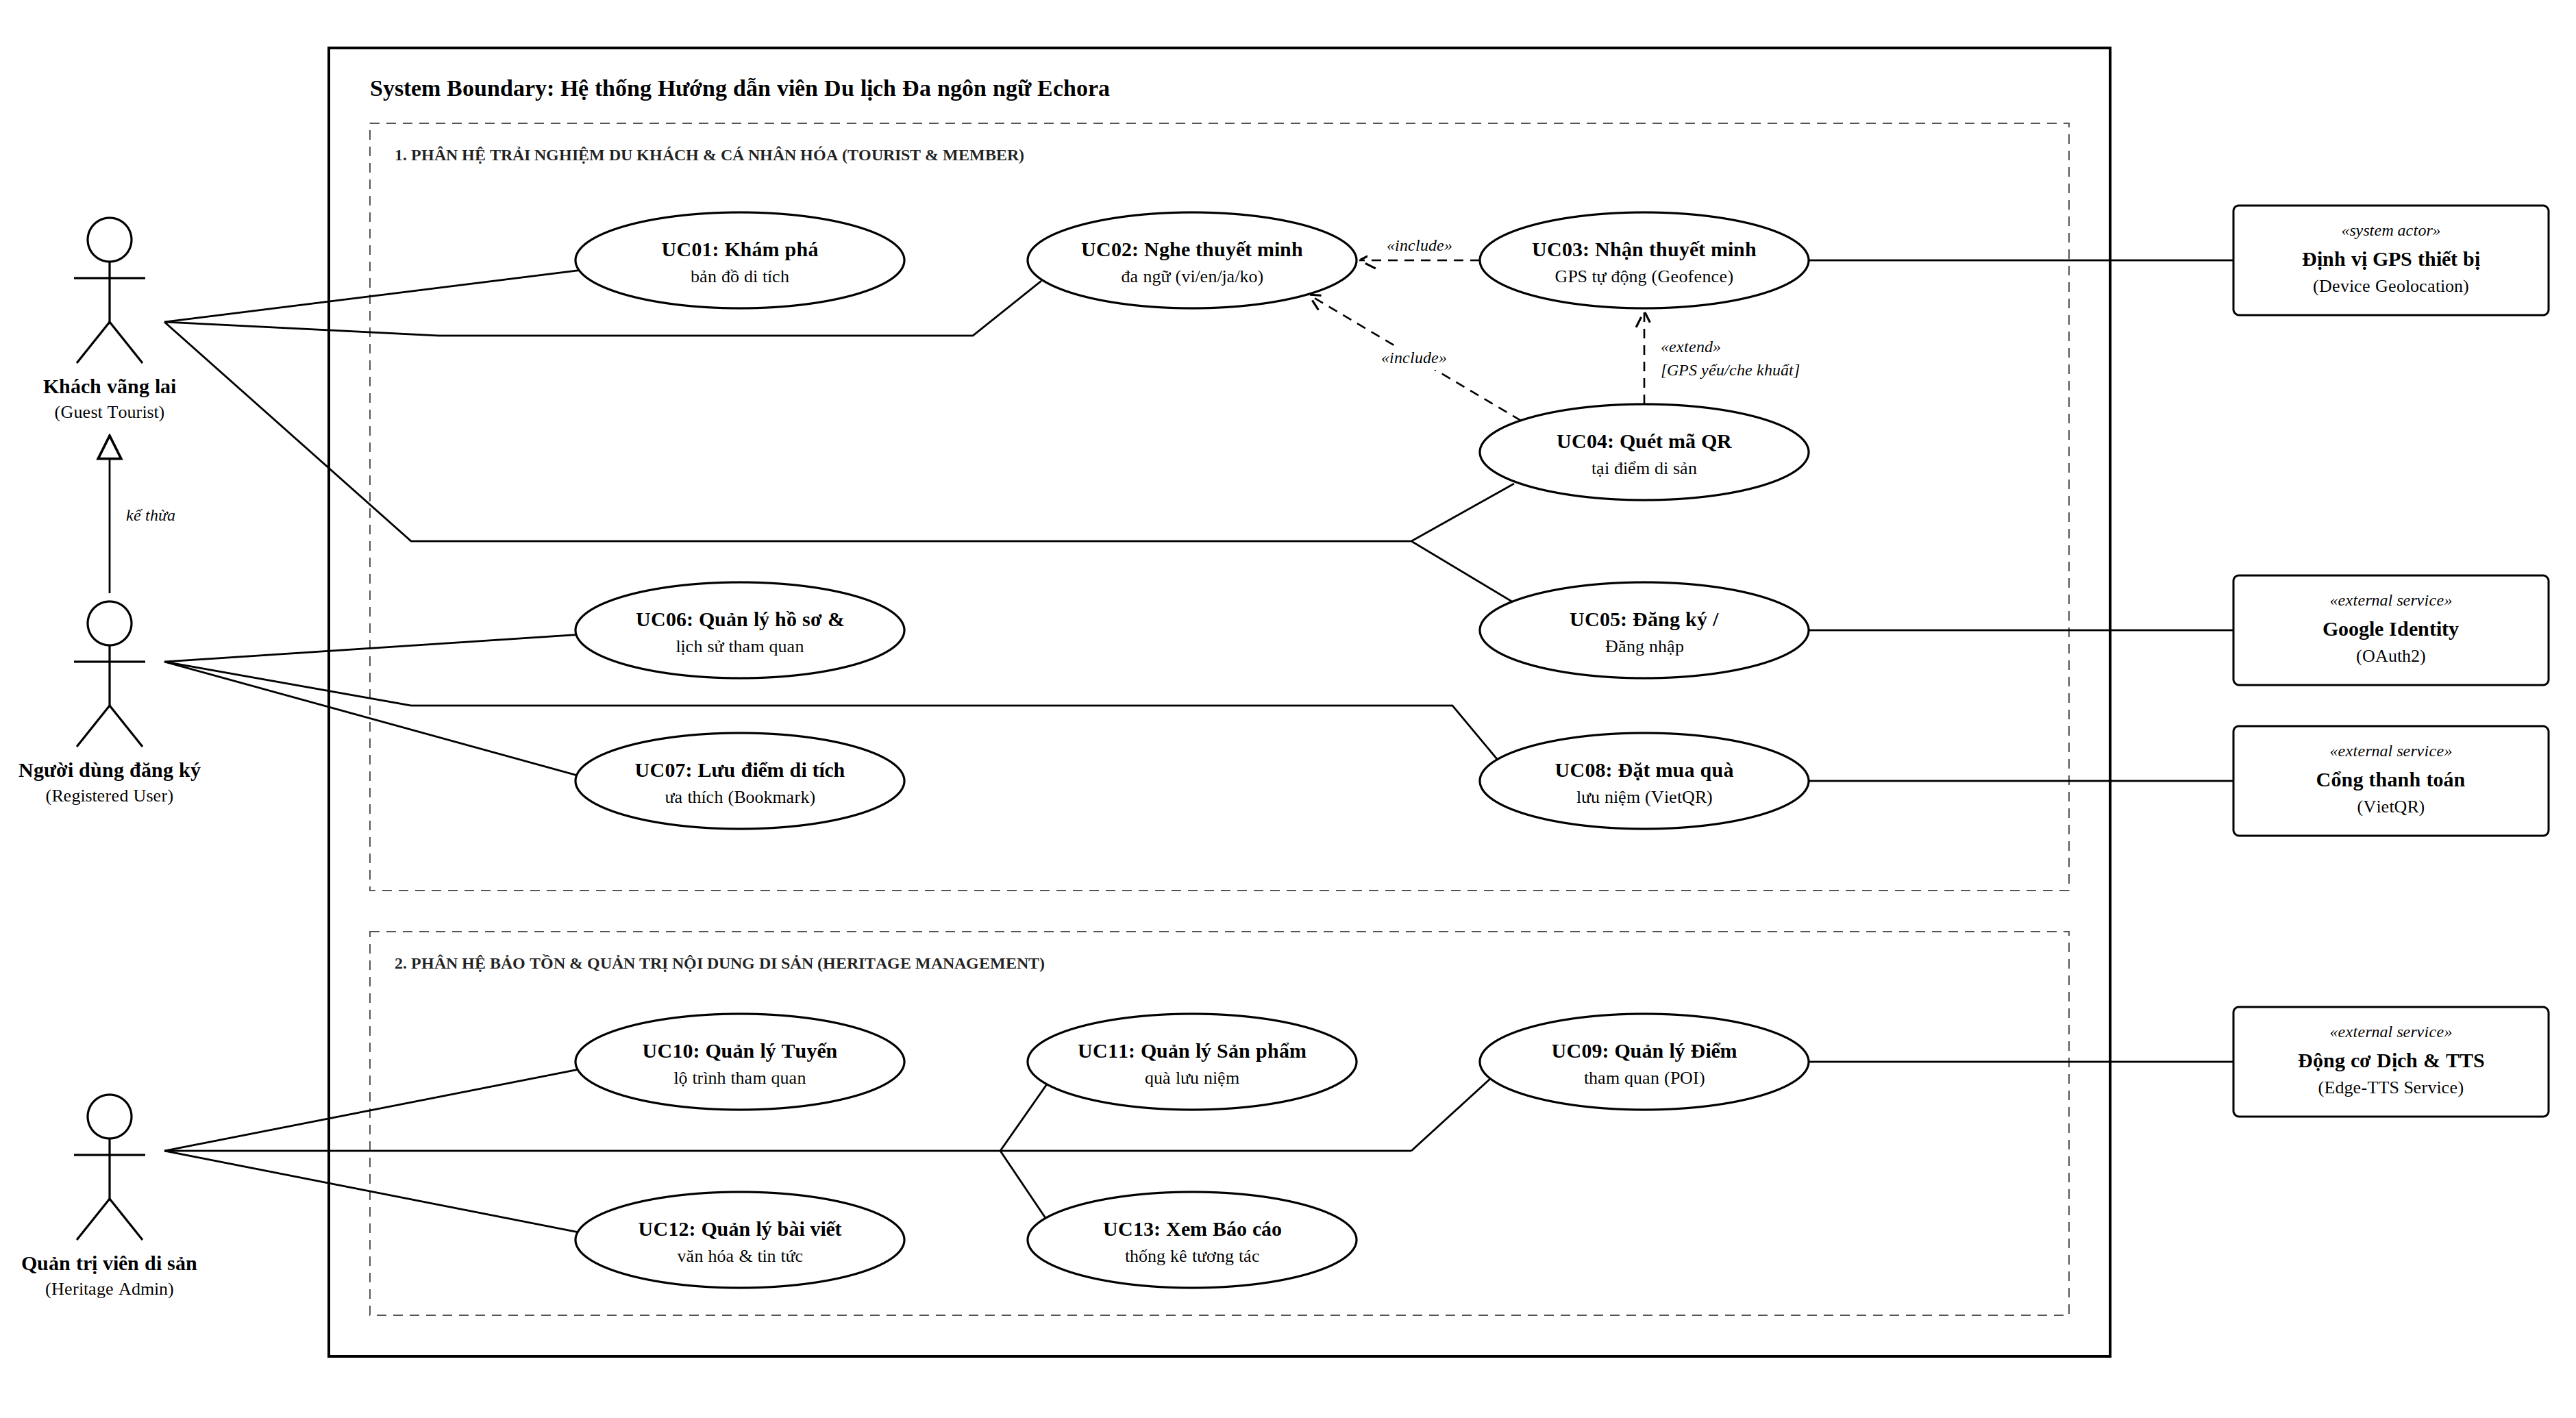 System Boundary: Hệ thống Hướng dẫn viên Du lịch Đa ngôn ngữ Echora
1. PHÂN HỆ TRẢI NGHIỆM DU KHÁCH & CÁ NHÂN HÓA (TOURIST & MEMBER)
UC01: Khám phá
bản đồ di tích
UC02: Nghe thuyết minh
đa ngữ (vi/en/ja/ko)
«include»
UC03: Nhận thuyết minh
GPS tự động (Geofence)
«system actor»
Định vị GPS thiết bị
(Device Geolocation)
Khách vãng lai
(Guest Tourist)
«include»
«extend»
[GPS yếu/che khuất]
UC04: Quét mã QR
tại điểm di sản
kế thừa
UC06: Quản lý hồ sơ &
lịch sử tham quan
UC05: Đăng ký /
Đăng nhập
«external service»
Google Identity
(OAuth2)
Người dùng đăng ký
(Registered User)
UC07: Lưu điểm di tích
ưa thích (Bookmark)
UC08: Đặt mua quà
lưu niệm (VietQR)
«external service»
Cổng thanh toán
(VietQR)
2. PHÂN HỆ BẢO TỒN & QUẢN TRỊ NỘI DUNG DI SẢN (HERITAGE MANAGEMENT)
UC10: Quản lý Tuyến
lộ trình tham quan
UC11: Quản lý Sản phẩm
quà lưu niệm
UC09: Quản lý Điểm
tham quan (POI)
«external service»
Động cơ Dịch & TTS
(Edge-TTS Service)
Quản trị viên di sản
(Heritage Admin)
UC12: Quản lý bài viết
văn hóa & tin tức
UC13: Xem Báo cáo
thống kê tương tác